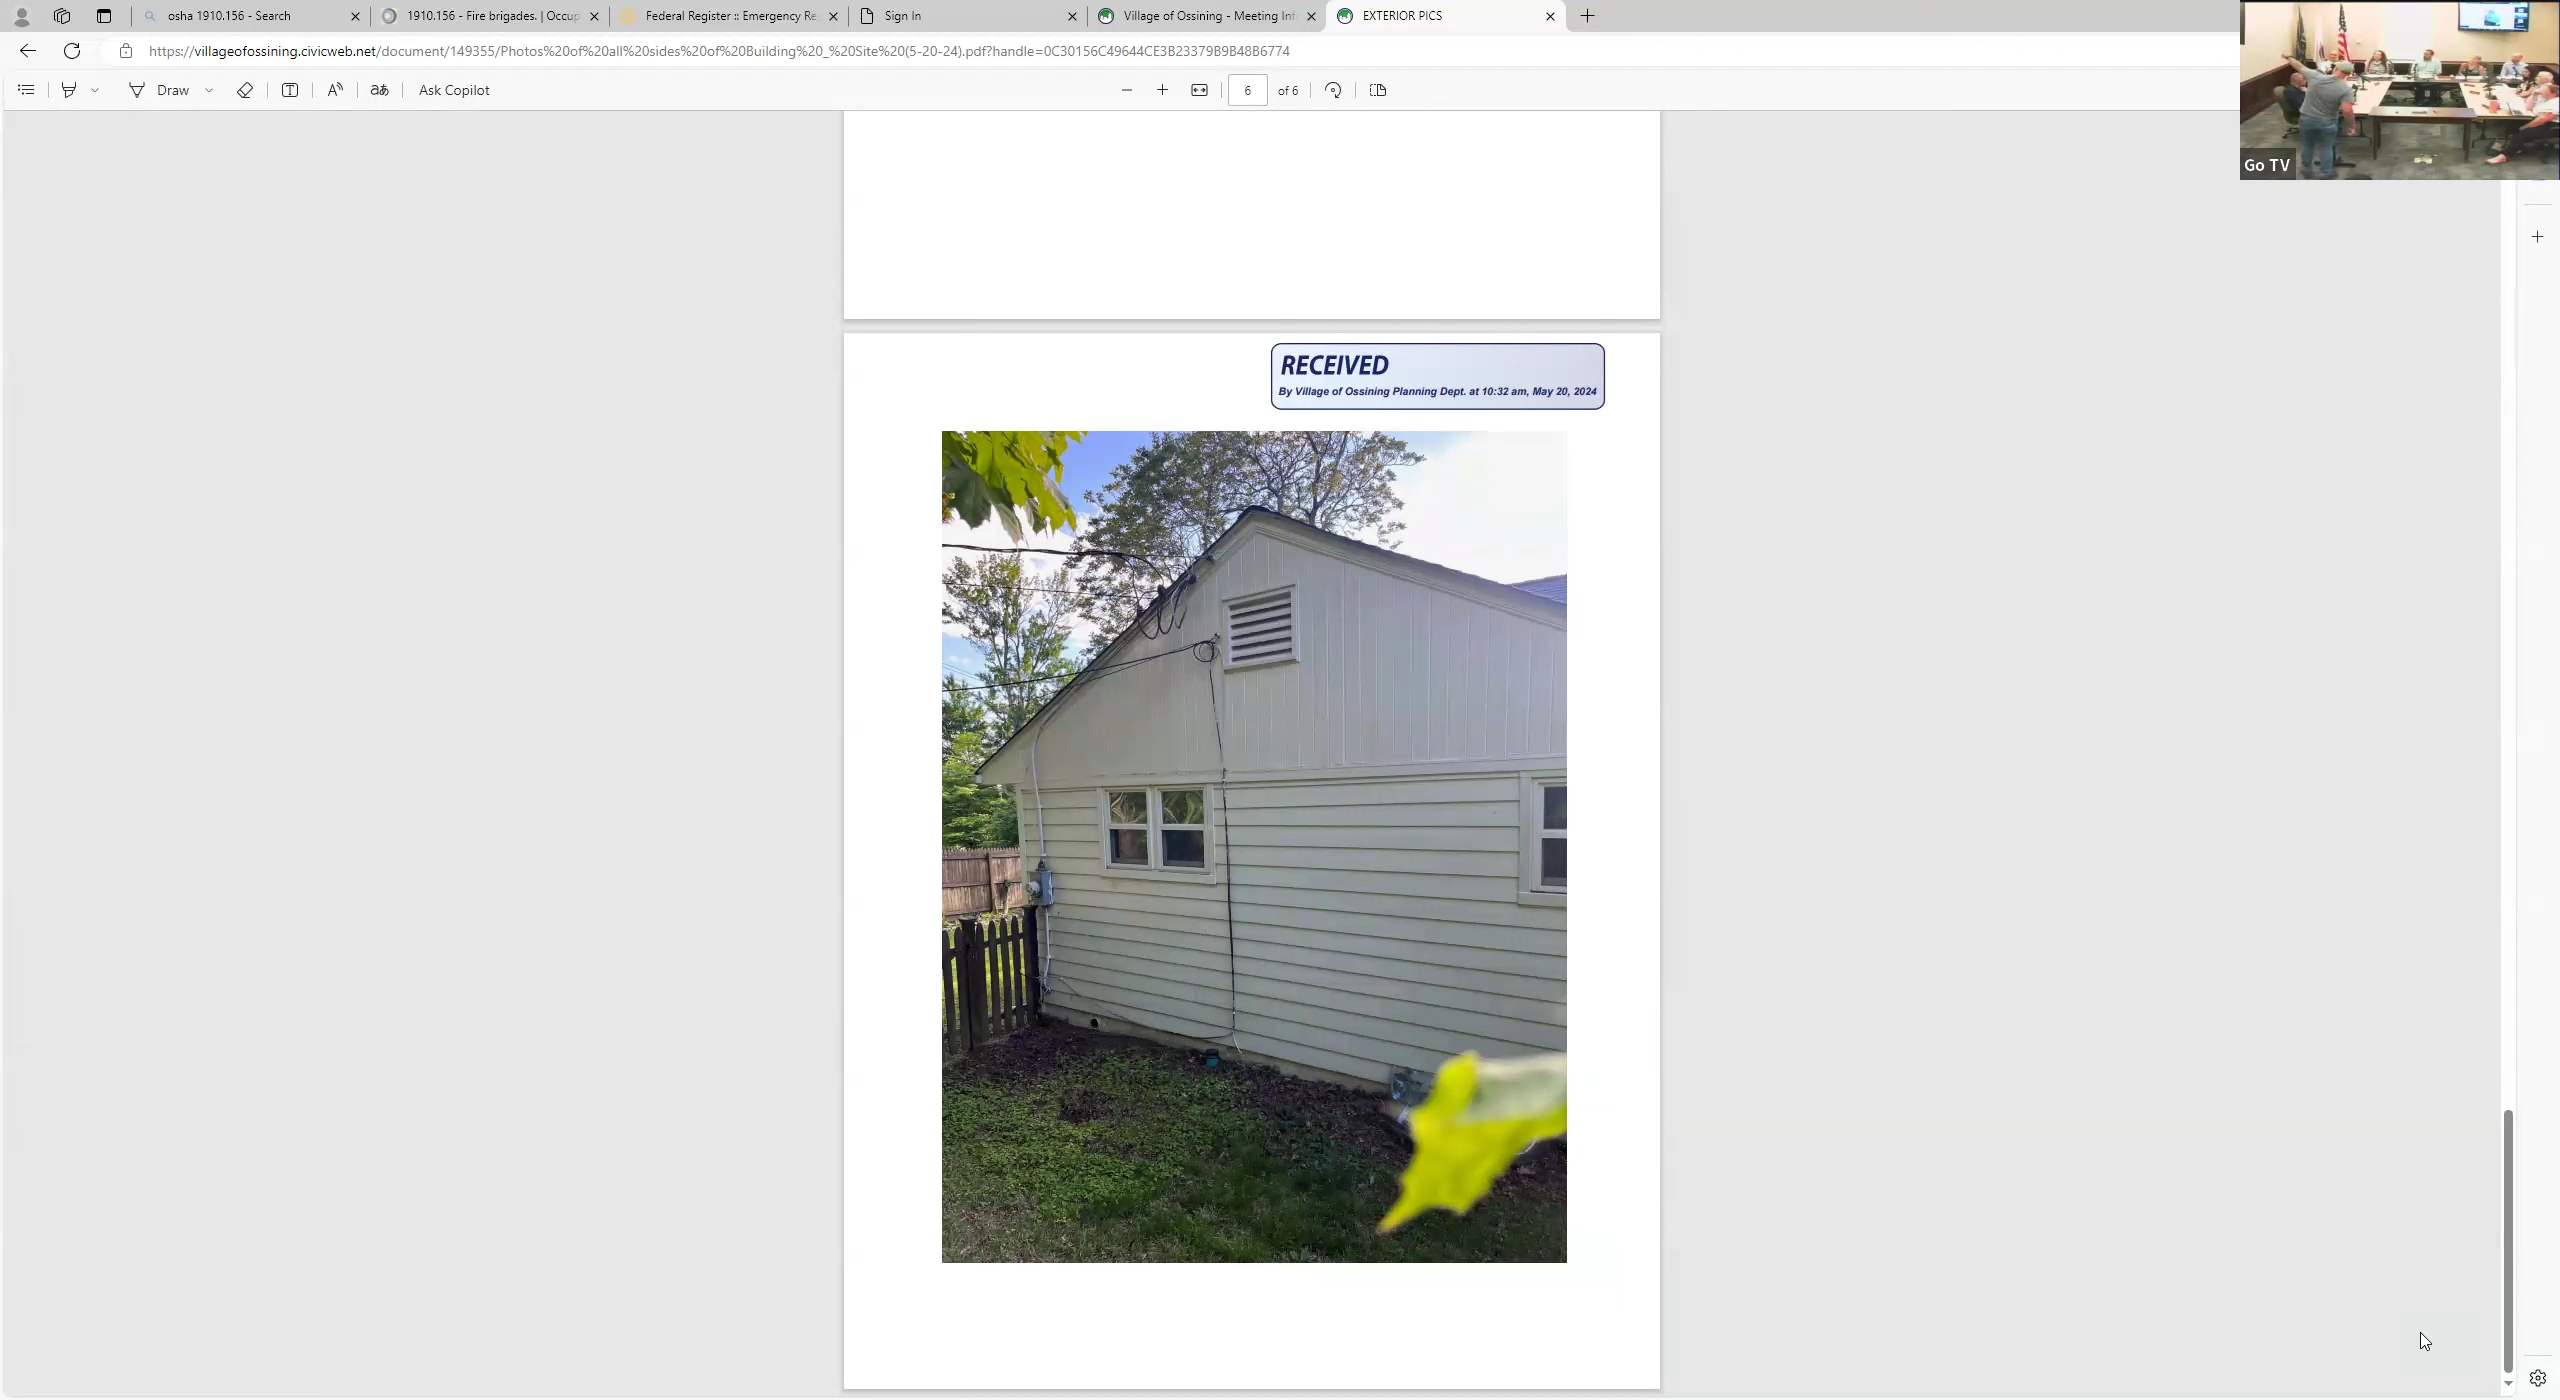 osha 1910.156 - Search
1910.156 - Fire brigades. | Occup
Federal Register :: Emergency Re
Sign In
Village of Ossining - Meeting Inf
EXTERIOR PICS
https://villageofossining.civicweb.net/document/149355/Photos%20of%20all%20sides%20of%20Building%20_%20Site%20(5-20-24).pdf?handle=0C30156C49644CE3B23379B9B48B6774
Draw
Ask Copilot
6 of 6
Go TV
RECEIVED
By Village of Ossining Planning Dept. at 10:32 am, May 20, 2024